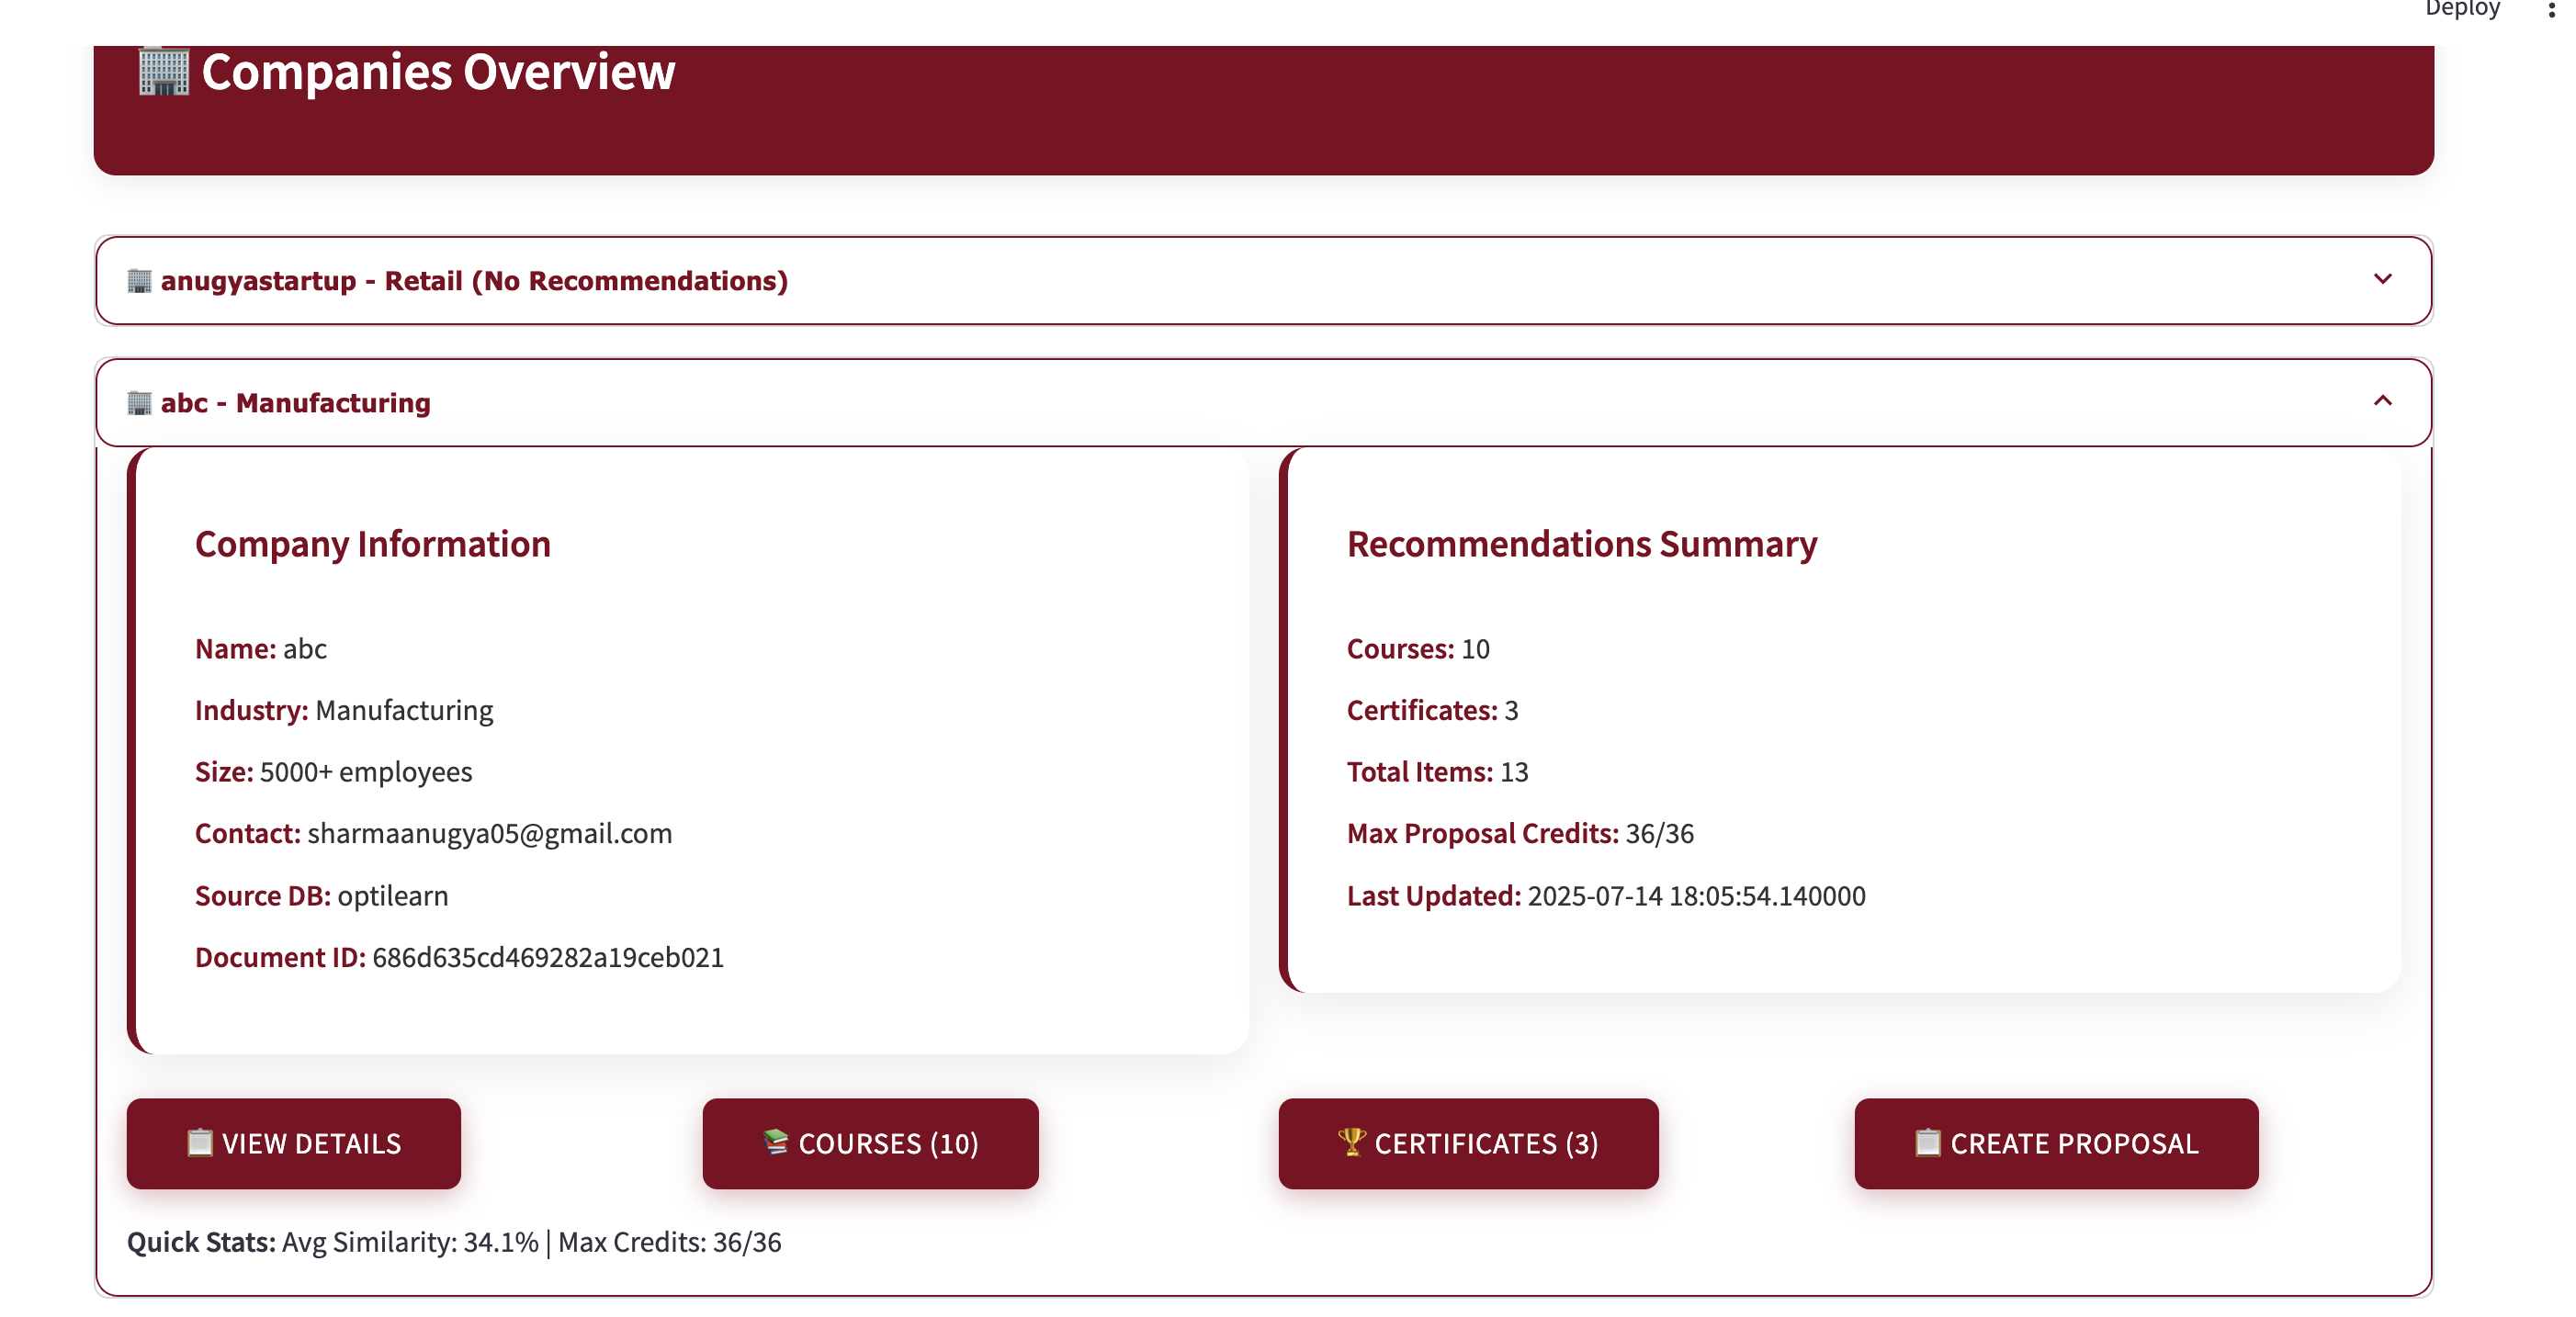 Deploy
Companies Overview
anugyastartup - Retail (No Recommendations)
abc - Manufacturing
Company Information
Name: abc
Industry: Manufacturing
Size: 5000+ employees
Contact: sharmaanugya05@gmail.com
Source DB: optilearn
Document ID: 686d635cd469282a19ceb021
Recommendations Summary
Courses: 10
Certificates: 3
Total Items: 13
Max Proposal Credits: 36/36
Last Updated: 2025-07-14 18:05:54.140000
VIEW DETAILS
COURSES (10)
CERTIFICATES (3)
CREATE PROPOSAL
Quick Stats: Avg Similarity: 34.1% | Max Credits: 36/36